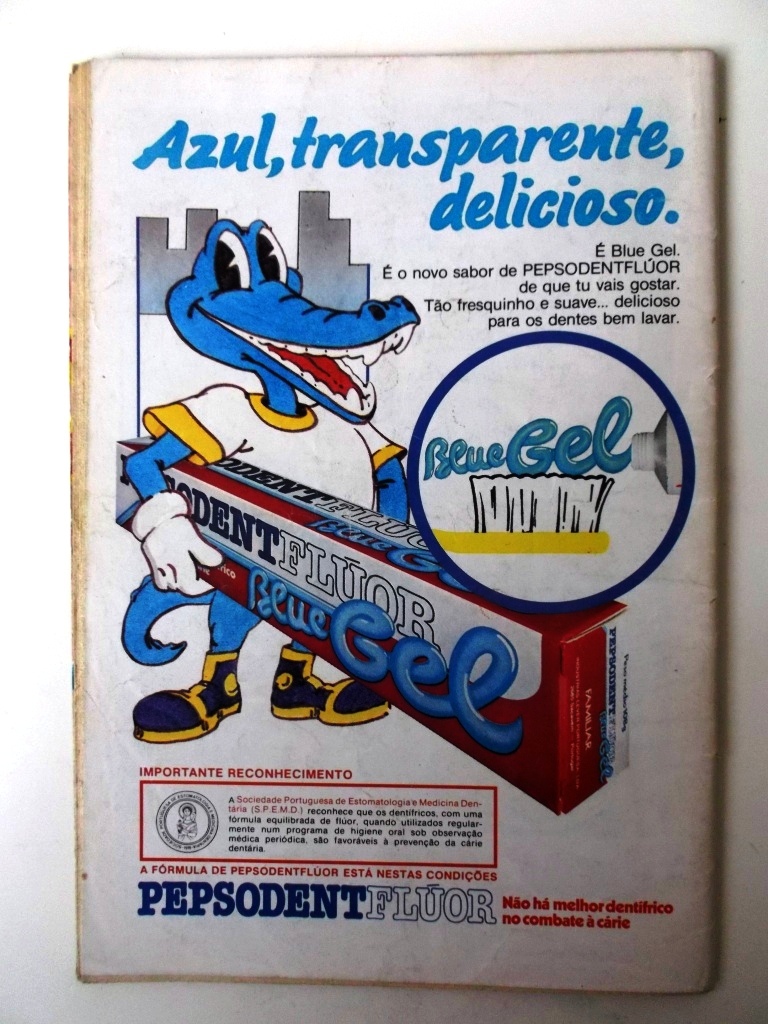 Azul, transparente,
delicioso.
É Blue Gel.
É o novo sabor de PEPSODENTFLÚOR
de que tu vais gostar.
Tão fresquinho e suave... delicioso
para os dentes bem lavar.
Blue Gel
PEPSODENT FLÚOR
Blue Gel
FAMILIAR
Blue Gel
IMPORTANTE RECONHECIMENTO
A Sociedade Portuguesa de Estomatologia e Medicina Den-
tária (S.P.E.M.D.) reconhece que os dentífricos, com uma
fórmula equilibrada de flúor, quando utilizados regular-
mente num programa de higiene oral sob observação
médica periódica, são favoráveis à prevenção da cárie
dentária.
A FÓRMULA DE PEPSODENTFLÚOR ESTÁ NESTAS CONDIÇÕES
PEPSODENTFLÚOR
Não há melhor dentífrico
no combate à cárie